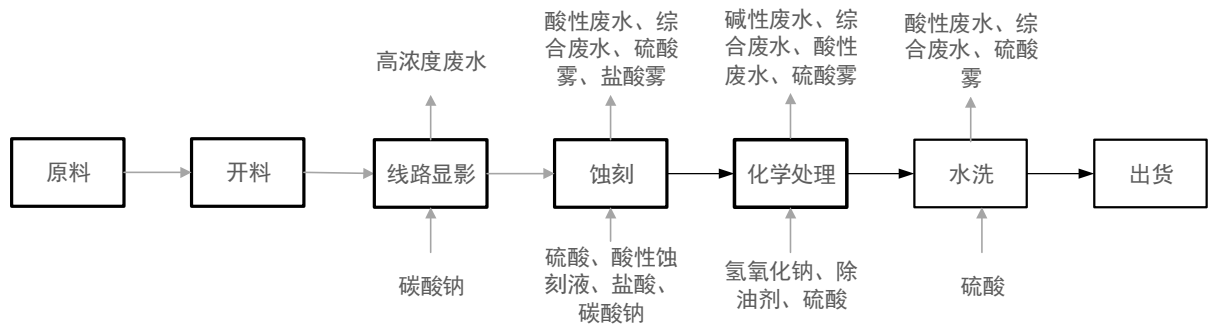 高浓度废水
酸性废水、综
合废水、硫酸
雾、盐酸雾
碱性废水、综
合废水、酸性
废水、硫酸雾
酸性废水、综
合废水、硫酸
雾
原料
开料
线路显影
蚀刻
化学处理
水洗
出货
碳酸钠
硫酸、酸性蚀
刻液、盐酸、
碳酸钠
氢氧化钠、除
油剂、硫酸
硫酸